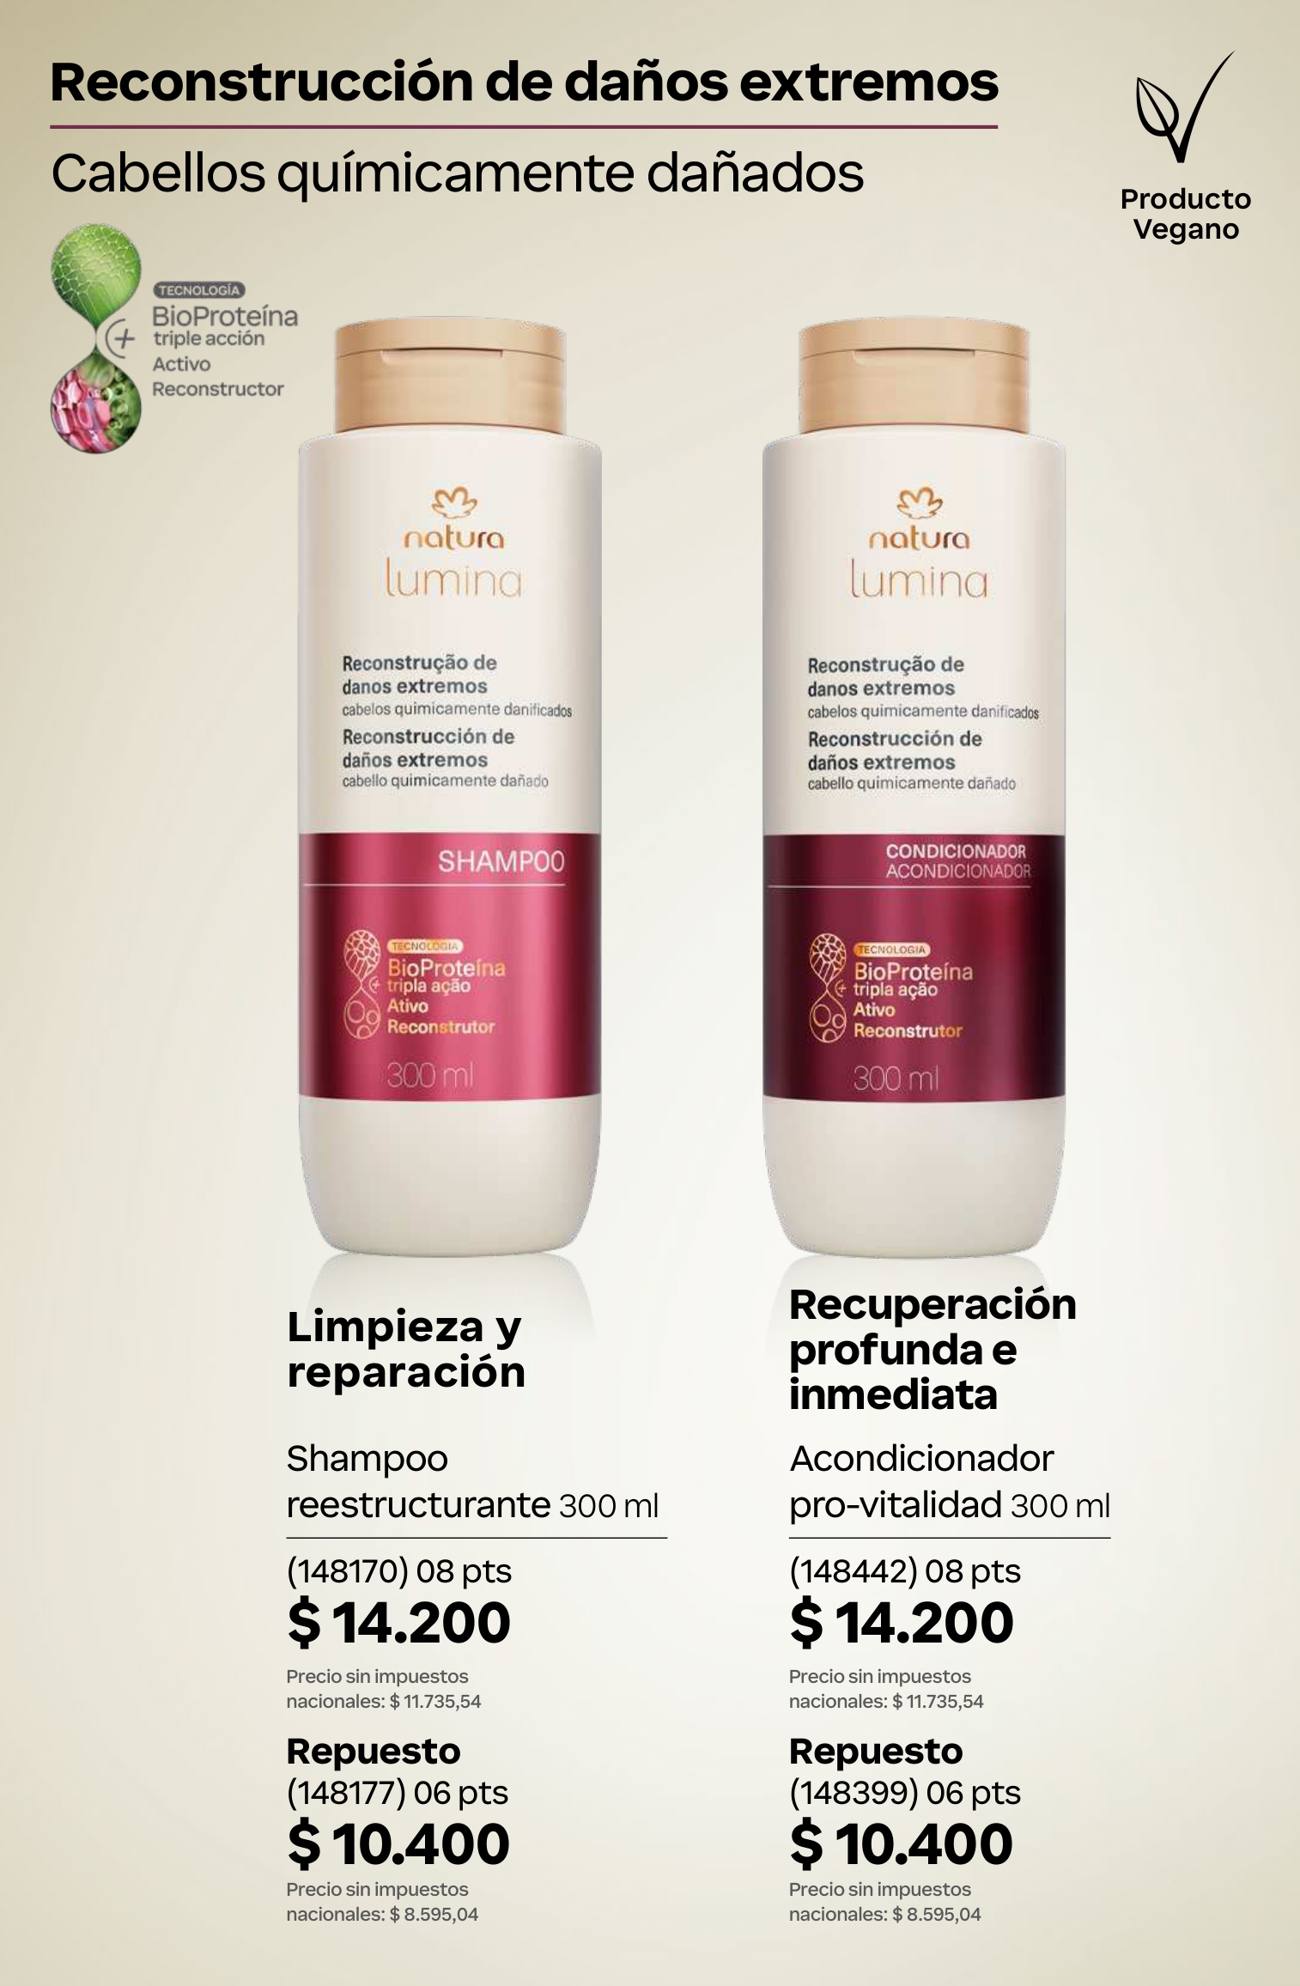 Reconstrucción de daños extremos
Cabellos químicamente dañados
Producto
Vegano
TECNOLOGÍA
BioProteína
triple acción
Activo
Reconstructor
natura
lumina
Reconstrução de
danos extremos
cabelos quimicamente danificados
Reconstrucción de
daños extremos
cabello quimicamente dañado
SHAMPOO
TECNOLOGIA
BioProteína
tripla ação
Ativo
Reconstrutor
300 ml
natura
lumina
Reconstrução de
danos extremos
cabelos quimicamente danificados
Reconstrucción de
daños extremos
cabello quimicamente dañado
CONDICIONADOR
ACONDICIONADOR
TECNOLOGIA
BioProteína
tripla ação
Ativo
Reconstrutor
300 ml
Limpieza y
reparación
Shampoo
reestructurante 300 ml
(148170) 08 pts
$ 14.200
Precio sin impuestos
nacionales: $ 11.735,54
Repuesto
(148177) 06 pts
$ 10.400
Precio sin impuestos
nacionales: $ 8.595,04
Recuperación
profunda e
inmediata
Acondicionador
pro-vitalidad 300 ml
(148442) 08 pts
$ 14.200
Precio sin impuestos
nacionales: $ 11.735,54
Repuesto
(148399) 06 pts
$ 10.400
Precio sin impuestos
nacionales: $ 8.595,04